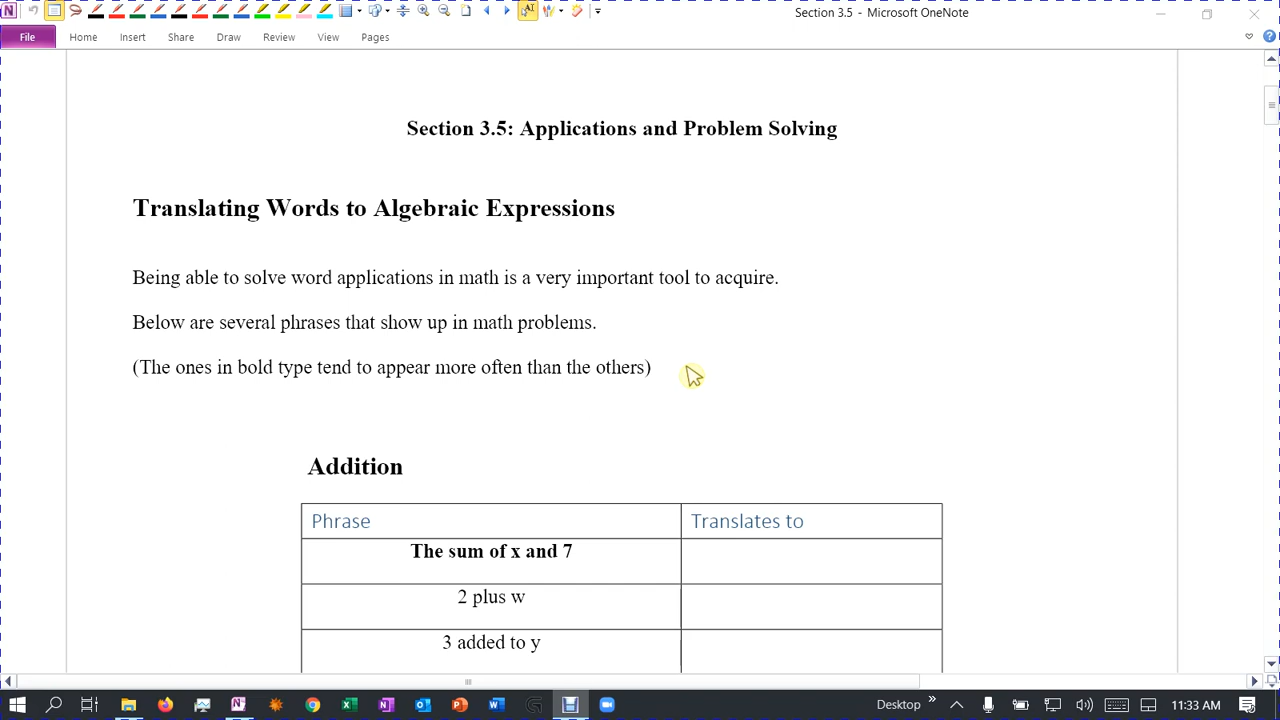 Section 3.5 - Microsoft OneNote
File Home Insert Share Draw Review View Pages
Section 3.5: Applications and Problem Solving
Translating Words to Algebraic Expressions
Being able to solve word applications in math is a very important tool to acquire.
Below are several phrases that show up in math problems.
(The ones in bold type tend to appear more often than the others)
Addition
Phrase Translates to
The sum of x and 7
2 plus w
3 added to y
Desktop 11:33 AM